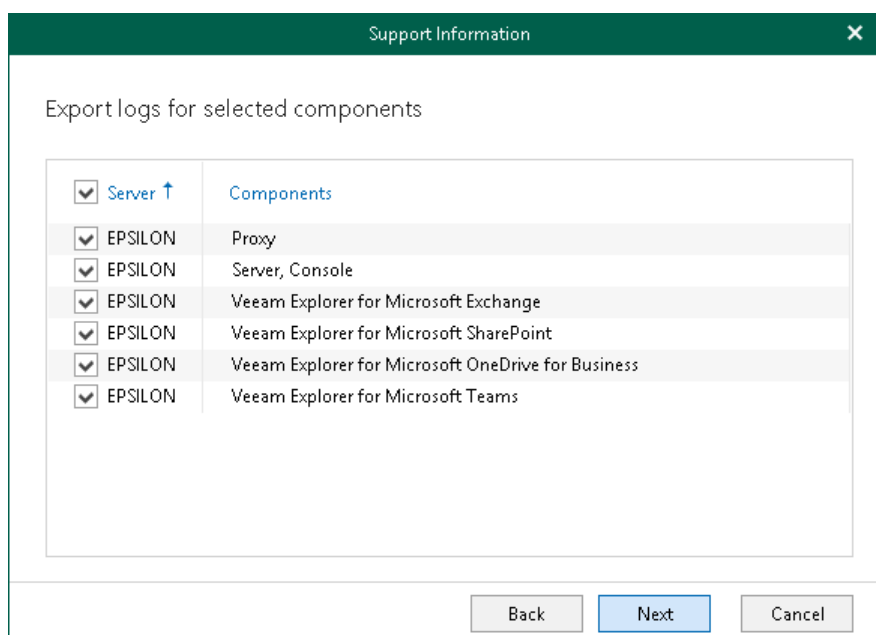 Support Information
Export logs for selected components
Server ↑ Components
EPSILON Proxy
EPSILON Server, Console
EPSILON Veeam Explorer for Microsoft Exchange
EPSILON Veeam Explorer for Microsoft SharePoint
EPSILON Veeam Explorer for Microsoft OneDrive for Business
EPSILON Veeam Explorer for Microsoft Teams
Back Next Cancel